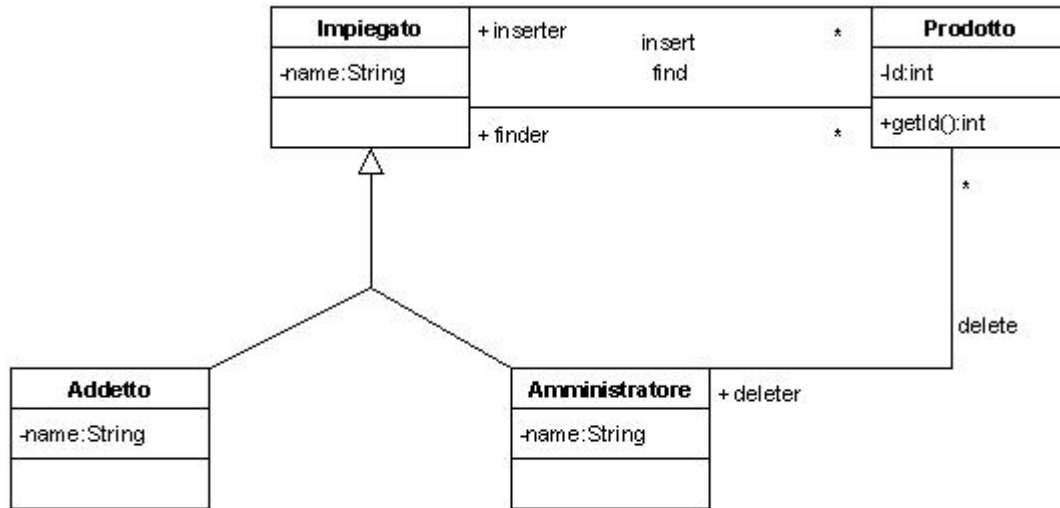 Impiegato
-name:String
+ inserter
insert
*
Prodotto
find
-Id:int
+getId():int
+ finder
*
*
delete
Addetto
-name:String
Amministratore
-name:String
+ deleter